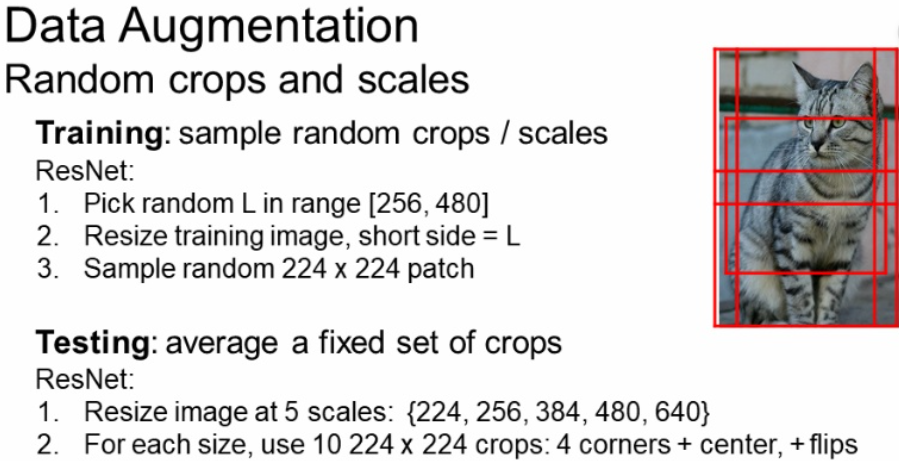 Data Augmentation
Random crops and scales
Training: sample random crops / scales
ResNet:
1. Pick random L in range [256, 480]
2. Resize training image, short side = L
3. Sample random 224 x 224 patch
Testing: average a fixed set of crops
ResNet:
1. Resize image at 5 scales: {224, 256, 384, 480, 640}
2. For each size, use 10 224 x 224 crops: 4 corners + center, + flips